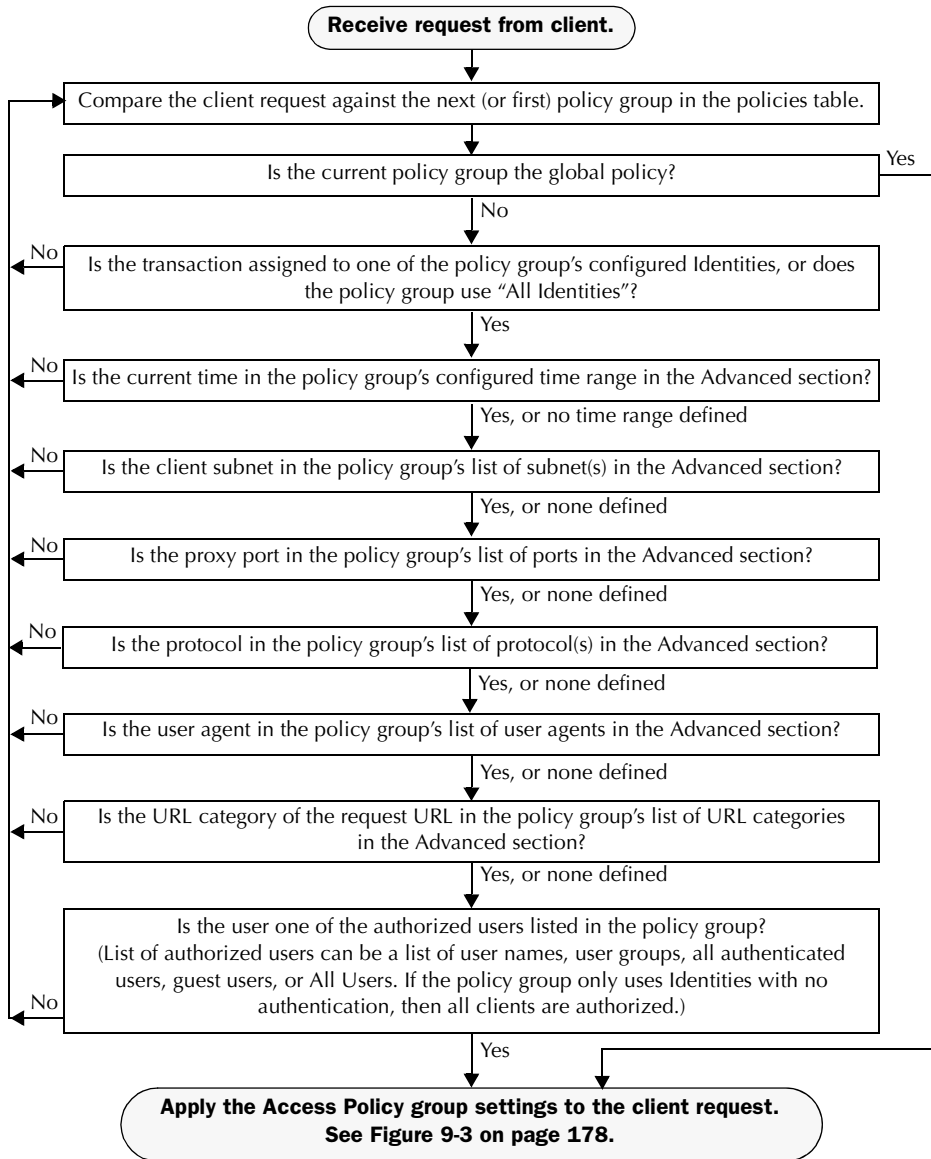 Receive request from client.
Compare the client request against the next (or first) policy group in the policies table.
Is the current policy group the global policy?
Yes
No
No
Is the transaction assigned to one of the policy group's configured Identities, or does
the policy group use “All Identities”?
Yes
No
Is the current time in the policy group's configured time range in the Advanced section?
Yes, or no time range defined
No
Is the client subnet in the policy group's list of subnet(s) in the Advanced section?
Yes, or none defined
No
Is the proxy port in the policy group's list of ports in the Advanced section?
Yes, or none defined
No
Is the protocol in the policy group's list of protocol(s) in the Advanced section?
Yes, or none defined
No
Is the user agent in the policy group's list of user agents in the Advanced section?
Yes, or none defined
No
Is the URL category of the request URL in the policy group's list of URL categories
in the Advanced section?
Yes, or none defined
Is the user one of the authorized users listed in the policy group?
(List of authorized users can be a list of user names, user groups, all authenticated
users, guest users, or All Users. If the policy group only uses Identities with no
authentication, then all clients are authorized.)
No
Yes
Apply the Access Policy group settings to the client request.
See Figure 9-3 on page 178.